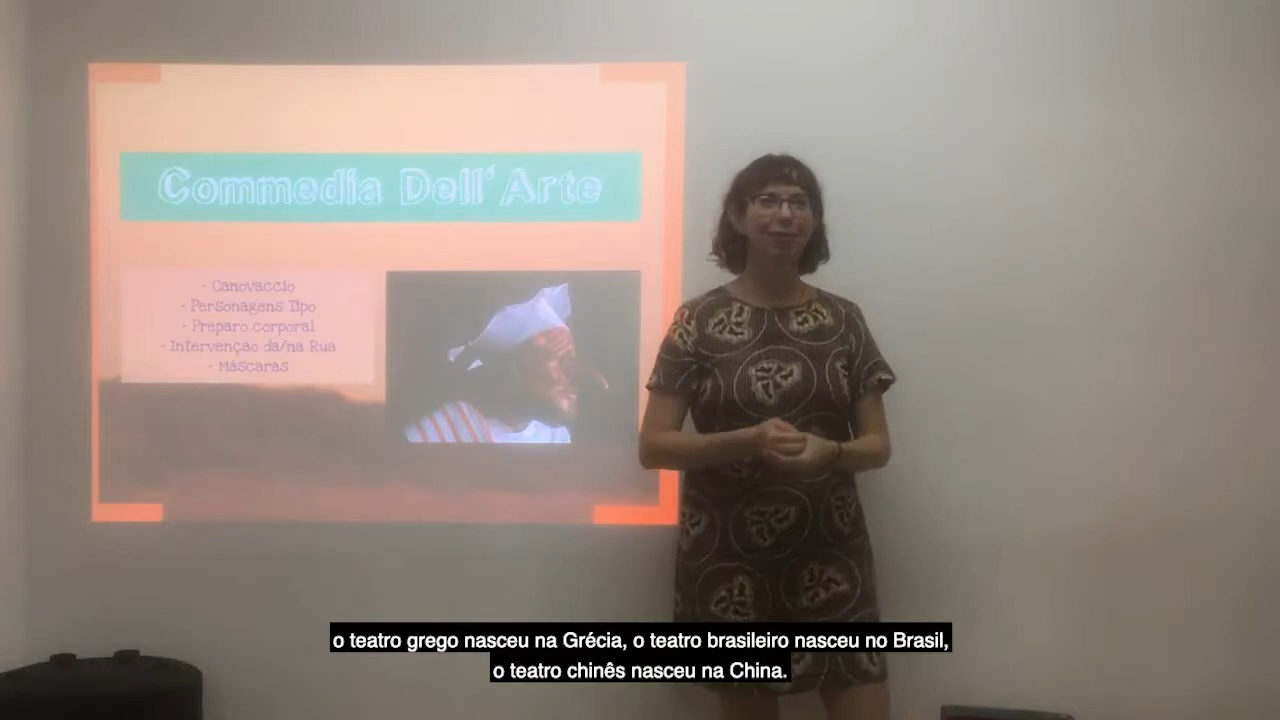 Commedia Dell'Arte
- Canovaccio
- Personagens Tipo
- Preparo corporal
- Intervenção da/na Rua
- Máscaras
o teatro grego nasceu na Grécia, o teatro brasileiro nasceu no Brasil,
o teatro chinês nasceu na China.